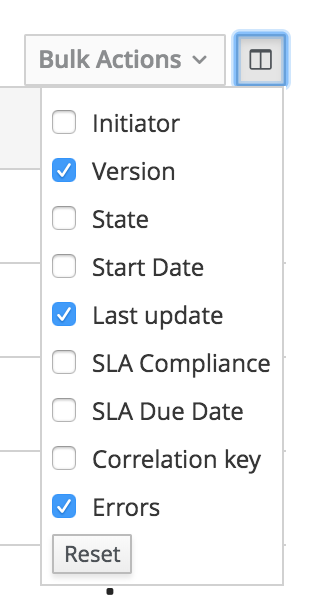 Bulk Actions
Initiator
Version
State
Start Date
Last update
SLA Compliance
SLA Due Date
Correlation key
Errors
Reset